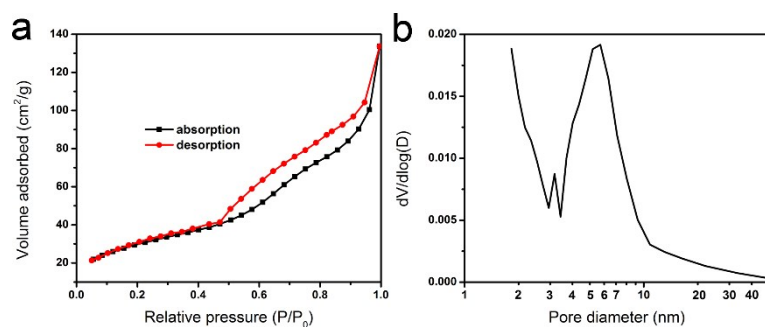 a
140
120
100
80
60
40
20
Volume adsorbed (cm²/g)
absorption
desorption
0.0 0.2 0.4 0.6 0.8 1.0
Relative pressure (P/P₀)
b
0.020
0.015
0.010
0.005
0.000
dV/dlog(D)
1 2 3 4 5 6 7 10 20 30 40
Pore diameter (nm)